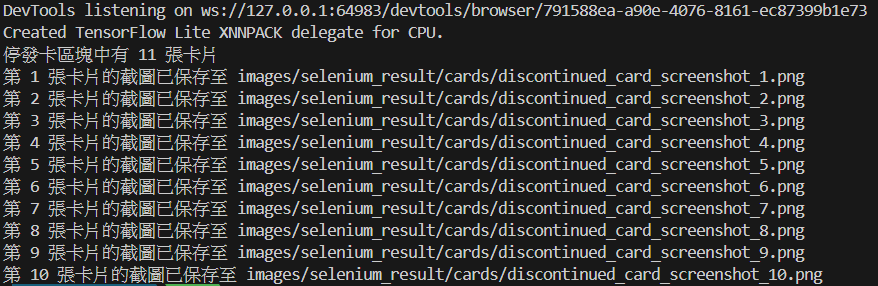 DevTools listening on ws://127.0.0.1:64983/devtools/browser/791588ea-a90e-4076-8161-ec87399b1e73
Created TensorFlow Lite XNNPACK delegate for CPU.
停發卡區塊中有 11 張卡片
第 1 張卡片的截圖已保存至 images/selenium_result/cards/discontinued_card_screenshot_1.png
第 2 張卡片的截圖已保存至 images/selenium_result/cards/discontinued_card_screenshot_2.png
第 3 張卡片的截圖已保存至 images/selenium_result/cards/discontinued_card_screenshot_3.png
第 4 張卡片的截圖已保存至 images/selenium_result/cards/discontinued_card_screenshot_4.png
第 5 張卡片的截圖已保存至 images/selenium_result/cards/discontinued_card_screenshot_5.png
第 6 張卡片的截圖已保存至 images/selenium_result/cards/discontinued_card_screenshot_6.png
第 7 張卡片的截圖已保存至 images/selenium_result/cards/discontinued_card_screenshot_7.png
第 8 張卡片的截圖已保存至 images/selenium_result/cards/discontinued_card_screenshot_8.png
第 9 張卡片的截圖已保存至 images/selenium_result/cards/discontinued_card_screenshot_9.png
第 10 張卡片的截圖已保存至 images/selenium_result/cards/discontinued_card_screenshot_10.png